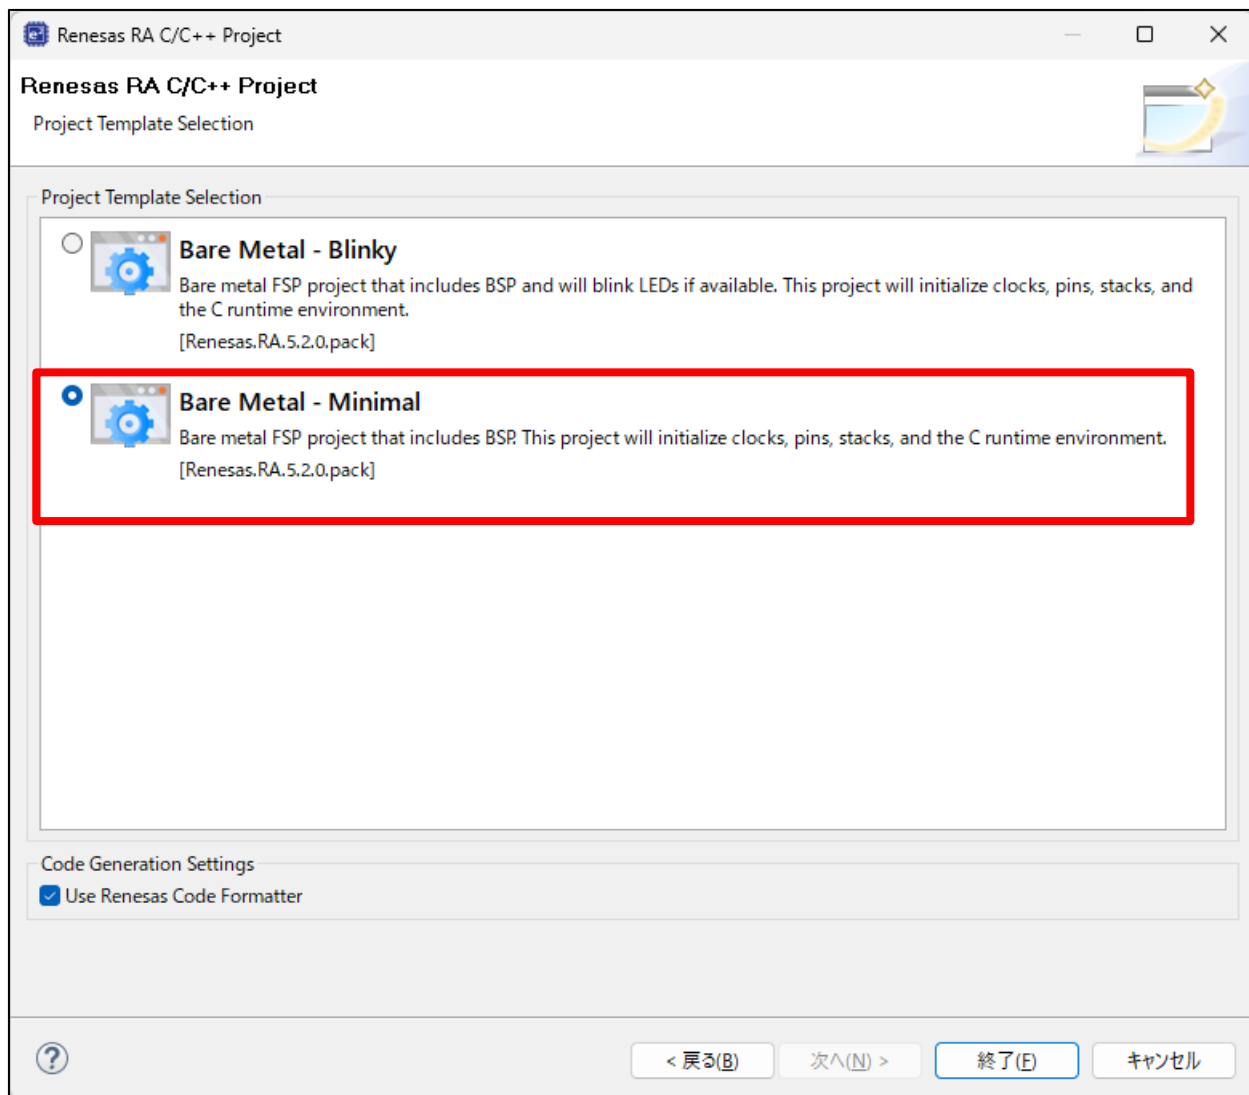 Renesas RA C/C++ Project
Renesas RA C/C++ Project
Project Template Selection
Project Template Selection
Bare Metal - Blinky
Bare metal FSP project that includes BSP and will blink LEDs if available. This project will initialize clocks, pins, stacks, and
the C runtime environment.
[Renesas.RA.5.2.0.pack]
Bare Metal - Minimal
Bare metal FSP project that includes BSP. This project will initialize clocks, pins, stacks, and the C runtime environment.
[Renesas.RA.5.2.0.pack]
Code Generation Settings
Use Renesas Code Formatter
< 戻る(B) 次へ(N) > 終了(F) キャンセル